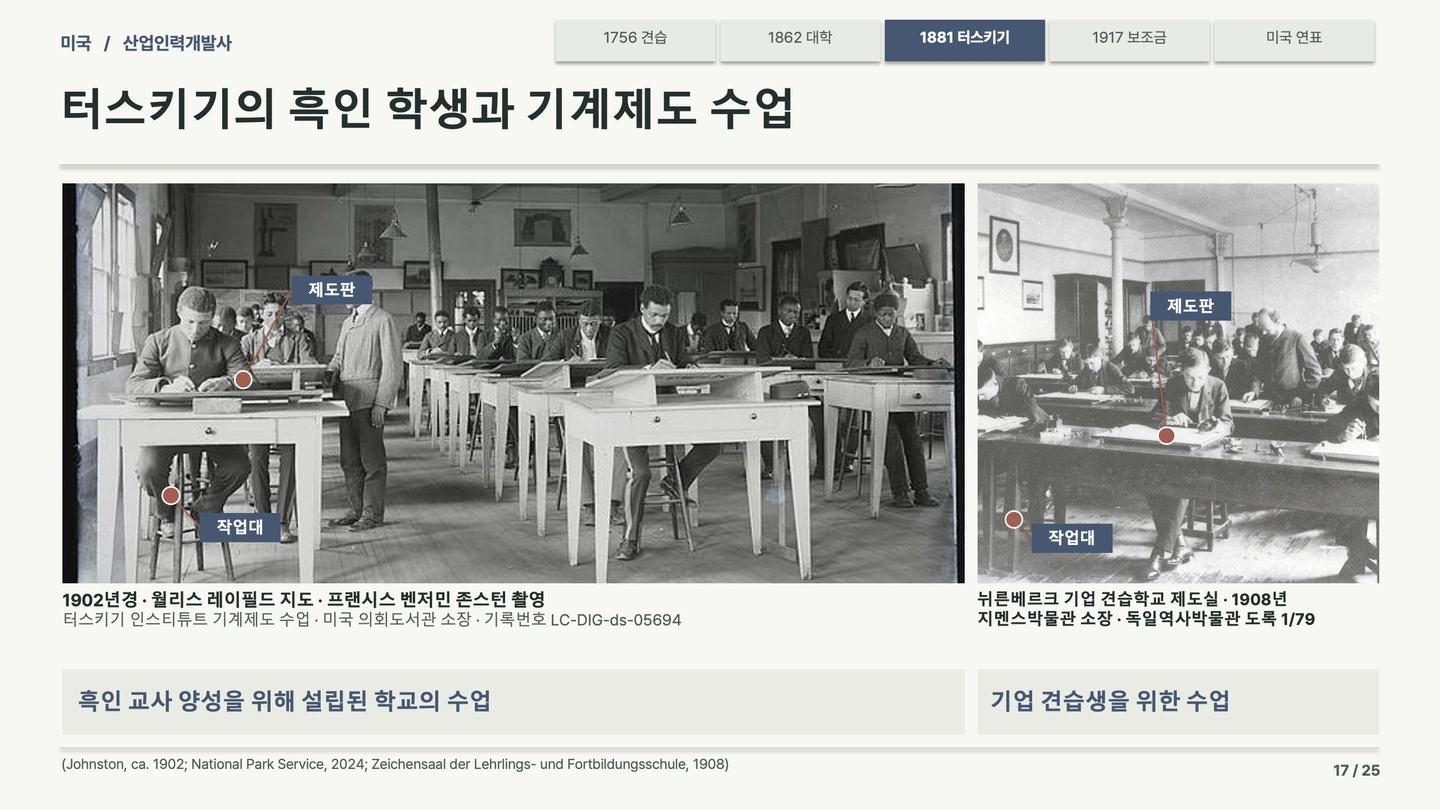 미국 / 산업인력개발사
1756 견습
1862 대학
1881 터스키기
1917 보조금
미국 연표
터스키기의 흑인 학생과 기계제도 수업
제도판
작업대
제도판
작업대
1902년경 · 월리스 레이필드 지도 · 프랜시스 벤저민 존스턴 촬영
터스키기 인스티튜트 기계제도 수업 · 미국 의회도서관 소장 · 기록번호 LC-DIG-ds-05694
뉘른베르크 기업 견습학교 제도실 · 1908년
지멘스박물관 소장 · 독일역사박물관 도록 1/79
흑인 교사 양성을 위해 설립된 학교의 수업
기업 견습생을 위한 수업
(Johnston, ca. 1902; National Park Service, 2024; Zeichensaal der Lehrlings- und Fortbildungsschule, 1908)
17 / 25